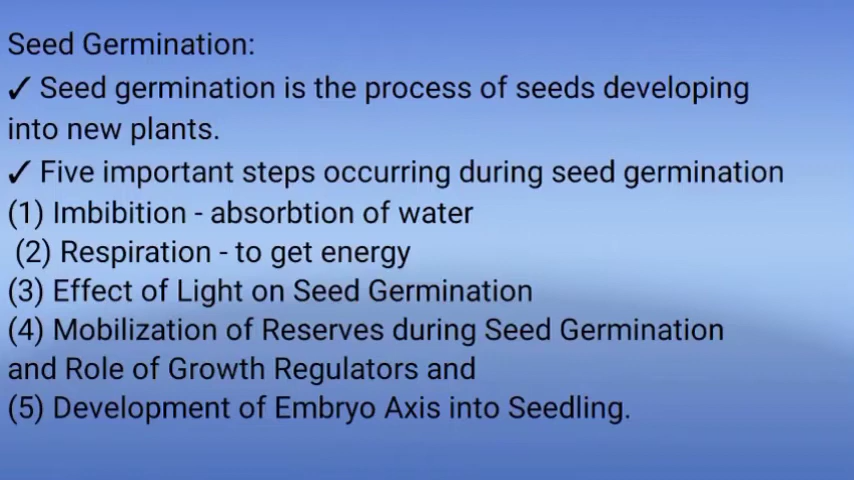 Seed Germination:
✓ Seed germination is the process of seeds developing
into new plants.
✓ Five important steps occurring during seed germination
(1) Imbibition - absorbtion of water
(2) Respiration - to get energy
(3) Effect of Light on Seed Germination
(4) Mobilization of Reserves during Seed Germination
and Role of Growth Regulators and
(5) Development of Embryo Axis into Seedling.